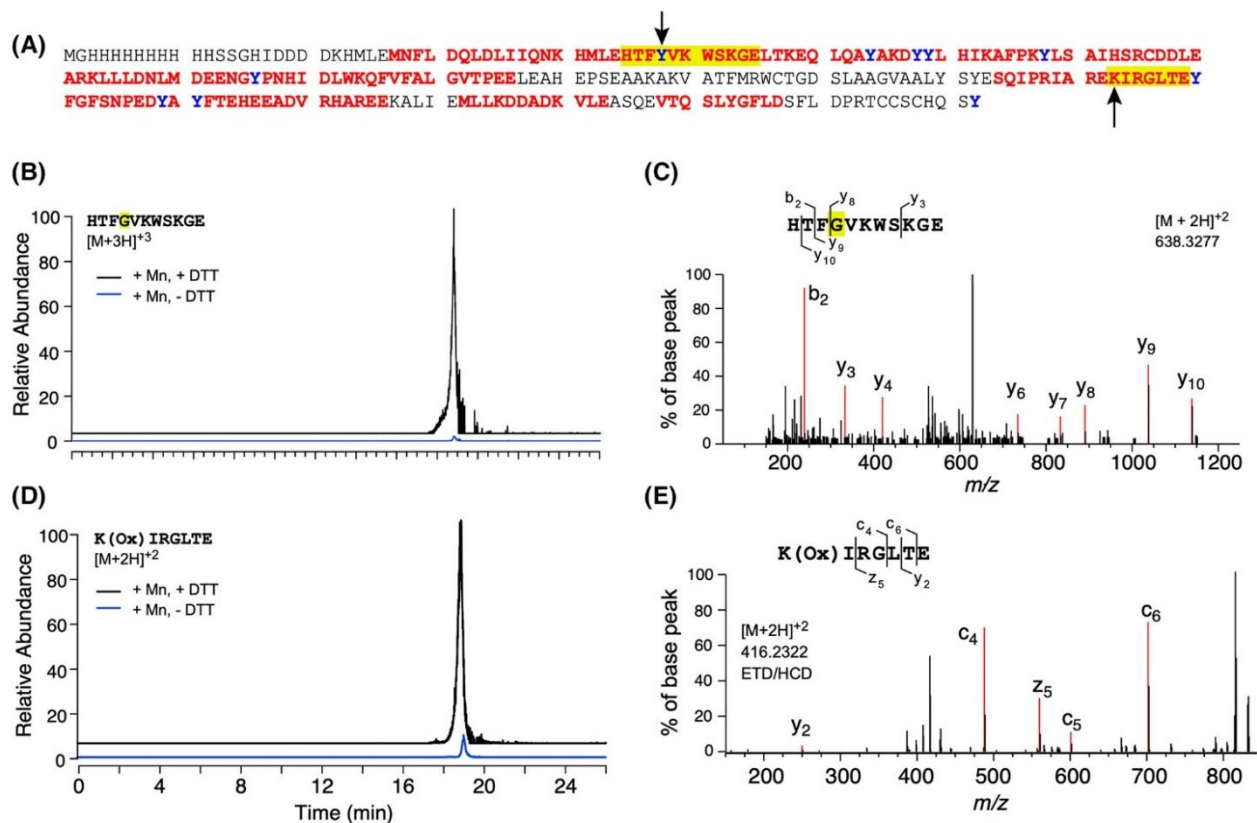 (A)
MGHHHHHHHH HHSSGHIDDD DKHMLEMNFL DQLDLIIQNK HMLEHTFYVK WSKGELTKEQ LQAYAKDYYL HIKAFPKYLS AIHSRCDDLE
ARKLLLDNLM DEENGYPNHI DLWKQFVFAL GVTPEELEAH EPSEAAKAKV ATFMRWCTGD SLAAGVAALY SYESQIPRIA REKIRGLTEY
FGFSNPEDYA YFTEHEEADV RHAREEKALI EMLLKDDADK VLEASQEVTQ SLYGFLDSFL DPRTCCSCHQ SY
(B)
HTFGVKWSKGE
[M+3H]+3
+ Mn, + DTT
+ Mn, - DTT
Relative Abundance
100
80
60
40
20
0
(C)
b2 y8 y3
HTFGVKWSKGE
y9
y10
[M + 2H]+2
638.3277
% of base peak
100
80
60
40
20
0
b2
y3
y4
y6
y7
y8
y9
y10
200 400 600 800 1000 1200
m/z
(D)
K(Ox)IRGLTE
[M+2H]+2
+ Mn, + DTT
+ Mn, - DTT
Relative Abundance
100
80
60
40
20
0
0 4 8 12 16 20 24
Time (min)
(E)
c4 c6
K(Ox)IRGLTE
z5 y2
[M+2H]+2
416.2322
ETD/HCD
% of base peak
100
80
60
40
20
0
y2
c4
z5
c5
c6
200 300 400 500 600 700 800
m/z